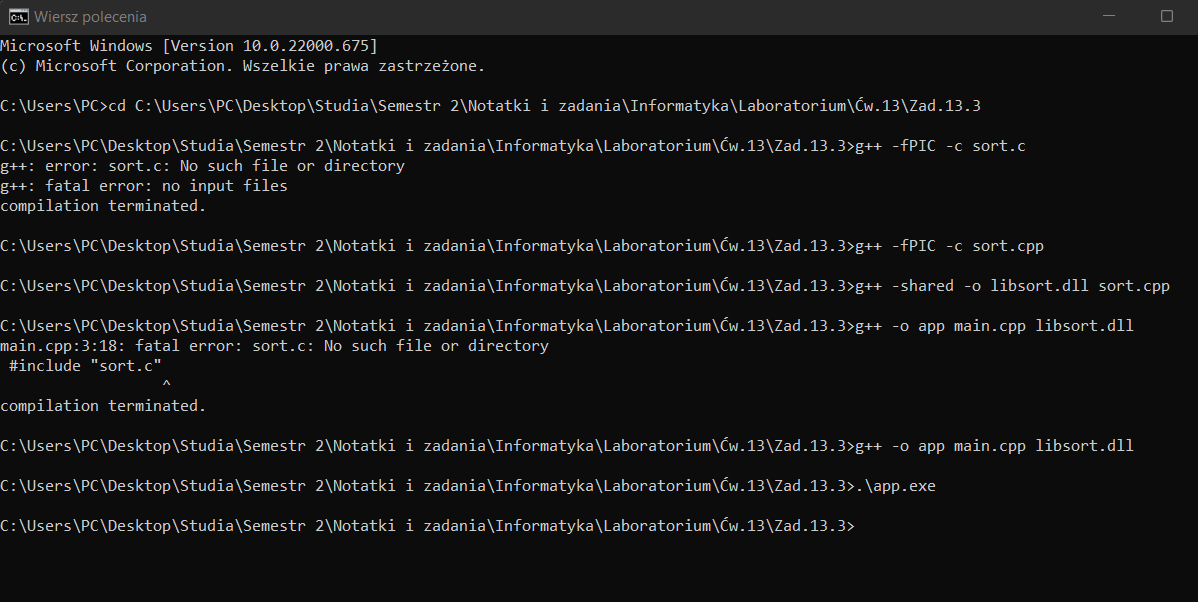 Wiersz polecenia
Microsoft Windows [Version 10.0.22000.675]
(c) Microsoft Corporation. Wszelkie prawa zastrzeżone.
C:\Users\PC>cd C:\Users\PC\Desktop\Studia\Semestr 2\Notatki i zadania\Informatyka\Laboratorium\Ćw.13\Zad.13.3
C:\Users\PC\Desktop\Studia\Semestr 2\Notatki i zadania\Informatyka\Laboratorium\Ćw.13\Zad.13.3>g++ -fPIC -c sort.c
g++: error: sort.c: No such file or directory
g++: fatal error: no input files
compilation terminated.
C:\Users\PC\Desktop\Studia\Semestr 2\Notatki i zadania\Informatyka\Laboratorium\Ćw.13\Zad.13.3>g++ -fPIC -c sort.cpp
C:\Users\PC\Desktop\Studia\Semestr 2\Notatki i zadania\Informatyka\Laboratorium\Ćw.13\Zad.13.3>g++ -shared -o libsort.dll sort.cpp
C:\Users\PC\Desktop\Studia\Semestr 2\Notatki i zadania\Informatyka\Laboratorium\Ćw.13\Zad.13.3>g++ -o app main.cpp libsort.dll
main.cpp:3:18: fatal error: sort.c: No such file or directory
 #include "sort.c"
                  ^
compilation terminated.
C:\Users\PC\Desktop\Studia\Semestr 2\Notatki i zadania\Informatyka\Laboratorium\Ćw.13\Zad.13.3>g++ -o app main.cpp libsort.dll
C:\Users\PC\Desktop\Studia\Semestr 2\Notatki i zadania\Informatyka\Laboratorium\Ćw.13\Zad.13.3>.\app.exe
C:\Users\PC\Desktop\Studia\Semestr 2\Notatki i zadania\Informatyka\Laboratorium\Ćw.13\Zad.13.3>